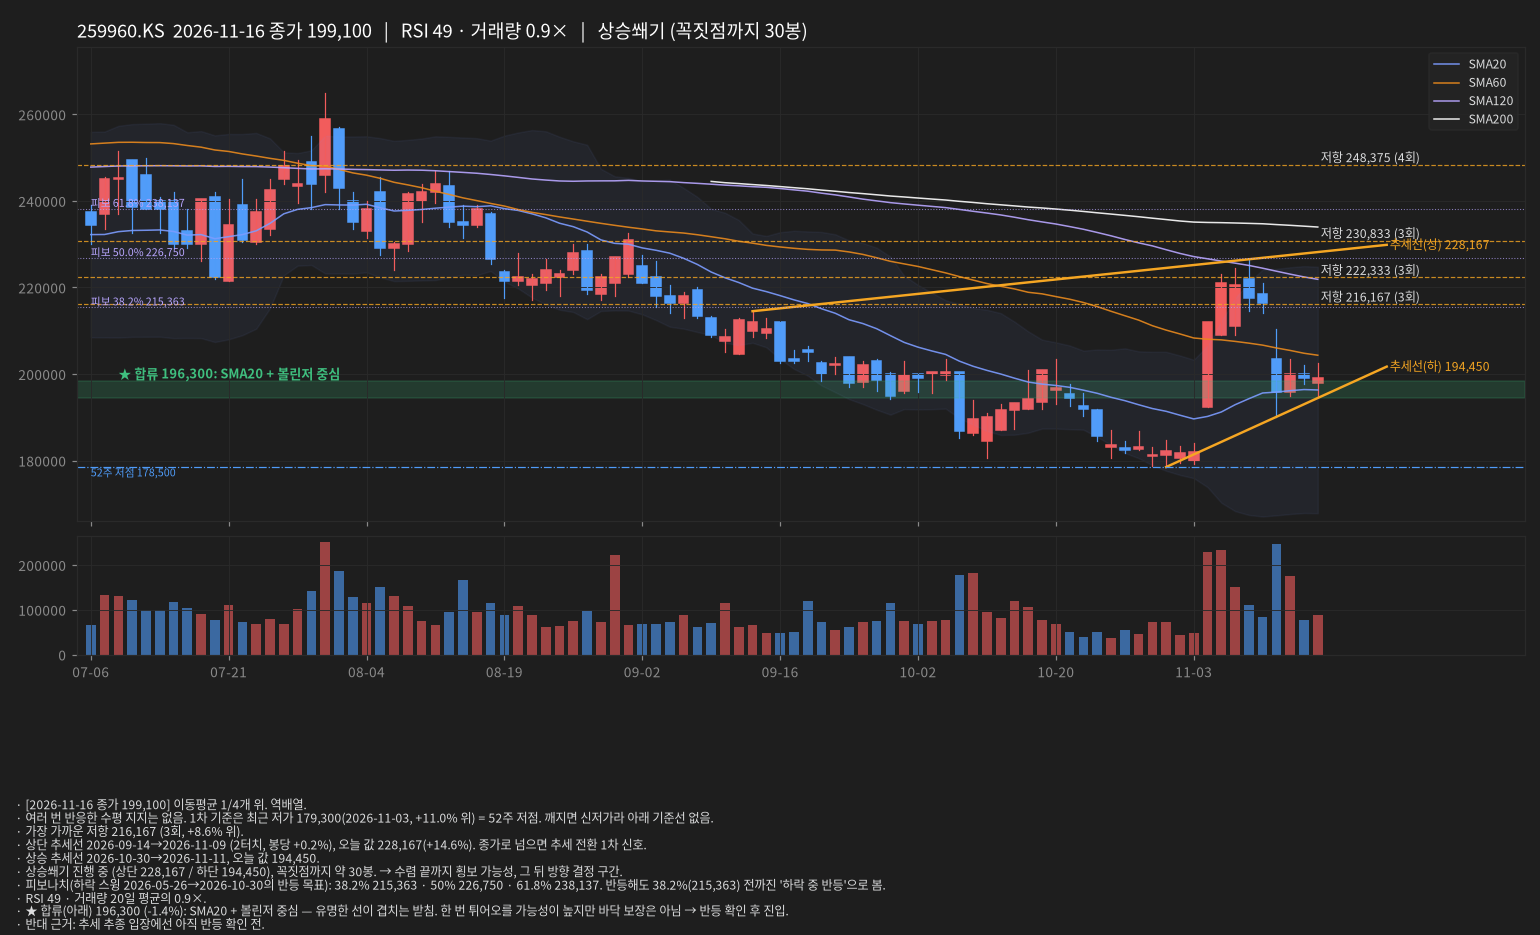 259960.KS 2026-11-16 종가 199,100 | RSI 49 · 거래량 0.9× | 상승쐐기 (꼭짓점까지 30봉)
SMA20
SMA60
SMA120
SMA200
260000
240000
220000
200000
180000
저항 248,375 (4회)
피보 61.8% 238,137
저항 230,833 (3회)
추세선(상) 228,167
피보 50.0% 226,750
저항 222,333 (3회)
피보 38.2% 215,363
저항 216,167 (3회)
★ 합류 196,300: SMA20 + 볼린저 중심
추세선(하) 194,450
52주 저점 178,500
200000
100000
0
07-06
07-21
08-04
08-19
09-02
09-16
10-02
10-20
11-03
· [2026-11-16 종가 199,100] 이동평균 1/4개 위. 역배열.
· 여러 번 반응한 수평 지지는 없음. 1차 기준은 최근 저가 179,300(2026-11-03, +11.0% 위) = 52주 저점. 깨지면 신저가라 아래 기준선 없음.
· 가장 가까운 저항 216,167 (3회, +8.6% 위).
· 상단 추세선 2026-09-14→2026-11-09 (2터치, 봉당 +0.2%), 오늘 값 228,167(+14.6%). 종가로 넘으면 추세 전환 1차 신호.
· 상승 추세선 2026-10-30→2026-11-11, 오늘 값 194,450.
· 상승쐐기 진행 중 (상단 228,167 / 하단 194,450), 꼭짓점까지 약 30봉. → 수렴 끝까지 횡보 가능성, 그 뒤 방향 결정 구간.
· 피보나치(하락 스윙 2026-05-26→2026-10-30의 반등 목표): 38.2% 215,363 · 50% 226,750 · 61.8% 238,137. 반등해도 38.2%(215,363) 전까진 '하락 중 반등'으로 봄.
· RSI 49 · 거래량 20일 평균의 0.9×.
· ★ 합류(아래) 196,300 (-1.4%): SMA20 + 볼린저 중심 — 유명한 선이 겹치는 받침. 한 번 튀어오를 가능성이 높지만 바닥 보장은 아님 → 반등 확인 후 진입.
· 반대 근거: 추세 추종 입장에선 아직 반등 확인 전.